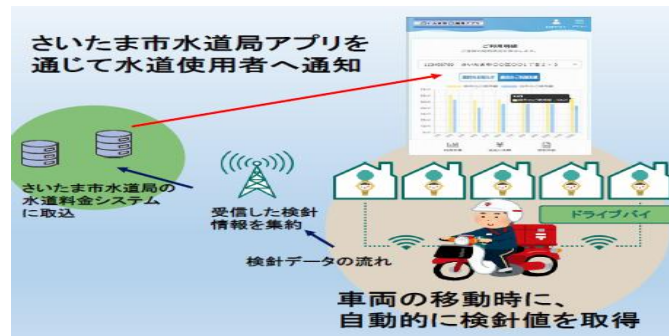 さいたま市水道局アプリを
通じて水道使用者へ通知
ご利用明細
さいたま市水道局の
水道料金システム
に取込
受信した検針
情報を集約
検針データの流れ
ドライブバイ
車両の移動時に、
自動的に検針値を取得